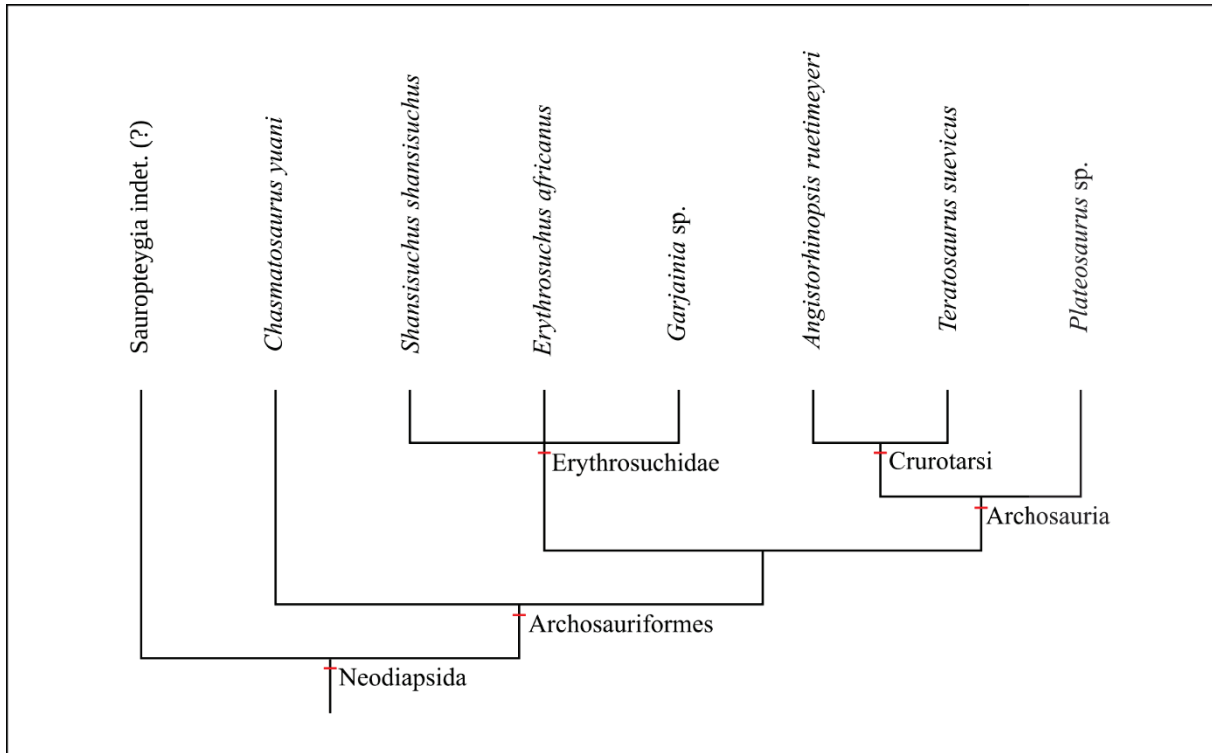 Sauropteygia indet. (?)
Chasmatosaurus yuani
Shansisuchus shansisuchus
Erythrosuchus africanus
Garjainia sp.
Angistorhinopsis ruetimeyeri
Teratosaurus suevicus
Plateosaurus sp.
Erythrosuchidae
Crurotarsi
Archosauria
Archosauriformes
Neodiapsida